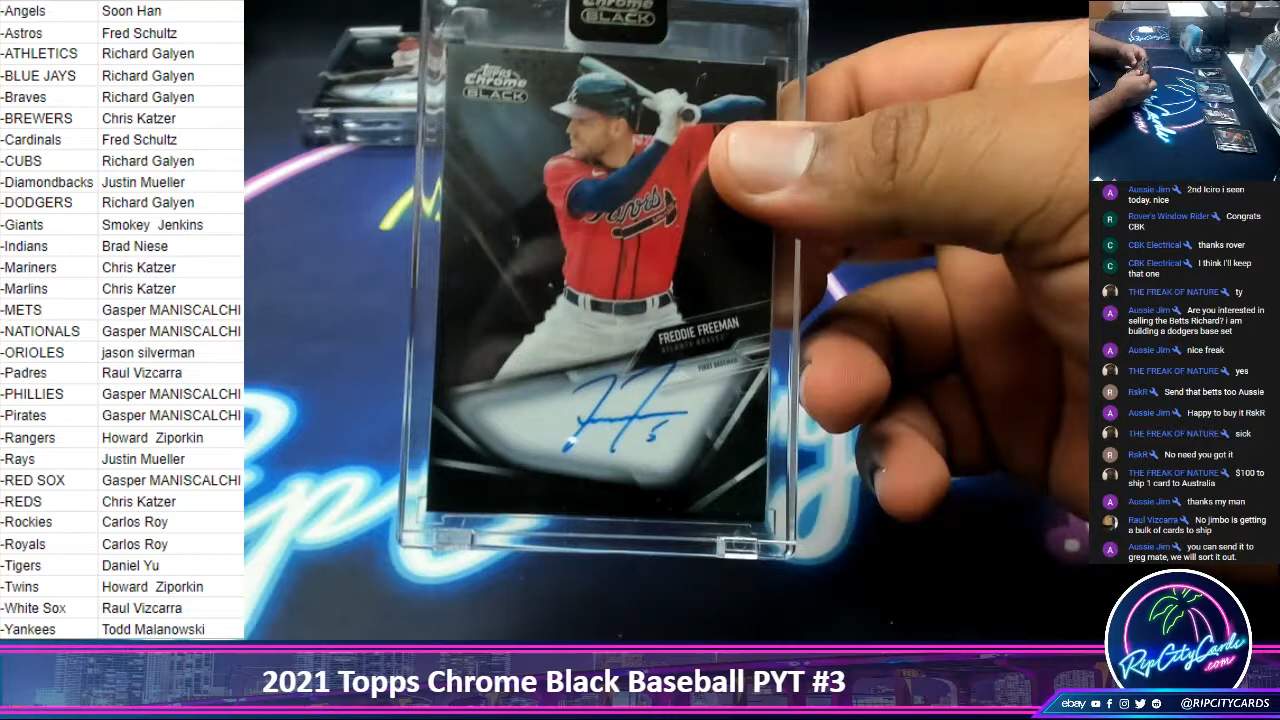 -Angels Soon Han
-Astros Fred Schultz
-ATHLETICS Richard Galyen
-BLUE JAYS Richard Galyen
-Braves Richard Galyen
-BREWERS Chris Katzer
-Cardinals Fred Schultz
-CUBS Richard Galyen
-Diamondbacks Justin Mueller
-DODGERS Richard Galyen
-Giants Smokey Jenkins
-Indians Brad Niese
-Mariners Chris Katzer
-Marlins Chris Katzer
-METS Gasper MANISCALCHI
-NATIONALS Gasper MANISCALCHI
-ORIOLES jason silverman
-Padres Raul Vizcarra
-PHILLIES Gasper MANISCALCHI
-Pirates Gasper MANISCALCHI
-Rangers Howard Ziporkin
-Rays Justin Mueller
-RED SOX Gasper MANISCALCHI
-REDS Chris Katzer
-Rockies Carlos Roy
-Royals Carlos Roy
-Tigers Daniel Yu
-Twins Howard Ziporkin
-White Sox Raul Vizcarra
-Yankees Todd Malanowski
Chrome
BLACK
Topps
Chrome
BLACK
Braves
FREDDIE FREEMAN
ATLANTA BRAVES
FIRST BASEMAN
5
A Aussie Jim 2nd Iciro i seen
today. nice
R Rover's Window Rider Congrats
CBK
C CBK Electrical thanks rover
C CBK Electrical I think I'll keep
that one
THE FREAK OF NATURE ty
A Aussie Jim Are you interested in
selling the Betts Richard? i am
building a dodgers base set
A Aussie Jim nice freak
THE FREAK OF NATURE yes
R RskR Send that betts too Aussie
A Aussie Jim Happy to buy it RskR
THE FREAK OF NATURE sick
R RskR No need you got it
THE FREAK OF NATURE $100 to
ship 1 card to Australia
A Aussie Jim thanks my man
Raul Vizcarra No jimbo is getting
a bulk of cards to ship
A Aussie Jim you can send it to
greg mate, we will sort it out.
RipCityCards
.com
2021 Topps Chrome Black Baseball PYT #3
ebay @RIPCITYCARDS